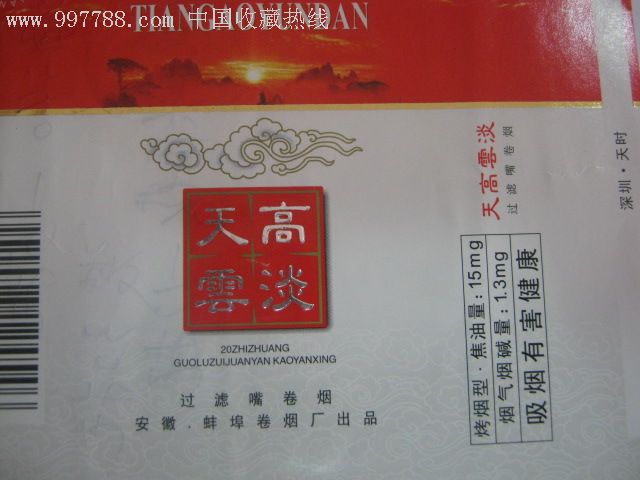 www.997788.com 中国收藏热线
TIANGAOYUNDAN
天高
雲淡
20ZHIZHUANG
GUOLUZUIJUANYAN KAOYANXING
过滤嘴卷烟
安徽·蚌埠卷烟厂出品
天高雲淡
过滤嘴卷烟
烤烟型·焦油量：15mg
烟气烟碱量：1.3mg
吸烟有害健康
深圳·天时